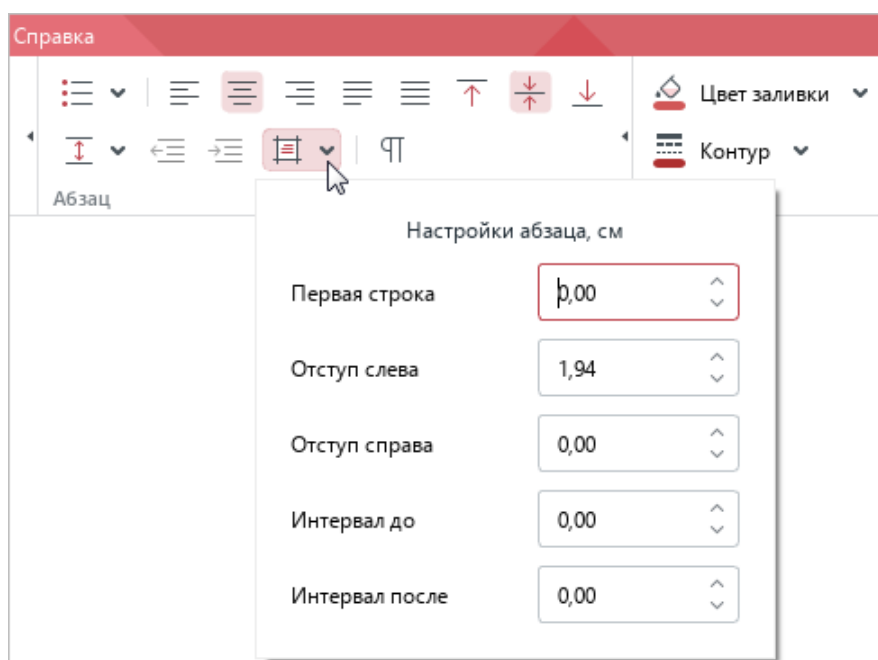 Справка
Цвет заливки
Контур
Абзац
Настройки абзаца, см
Первая строка 0,00
Отступ слева 1,94
Отступ справа 0,00
Интервал до 0,00
Интервал после 0,00